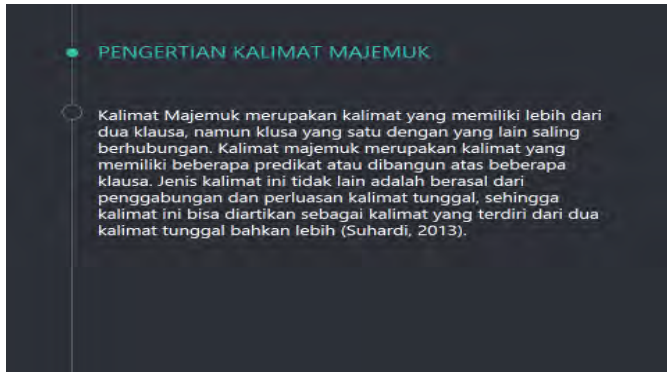 PENGERTIAN KALIMAT MAJEMUK
Kalimat Majemuk merupakan kalimat yang memiliki lebih dari
dua klausa, namun klusa yang satu dengan yang lain saling
berhubungan. Kalimat majemuk merupakan kalimat yang
memiliki beberapa predikat atau dibangun atas beberapa
klausa. Jenis kalimat ini tidak lain adalah berasal dari
penggabungan dan perluasan kalimat tunggal, sehingga
kalimat ini bisa diartikan sebagai kalimat yang terdiri dari dua
kalimat tunggal bahkan lebih (Suhardi, 2013).